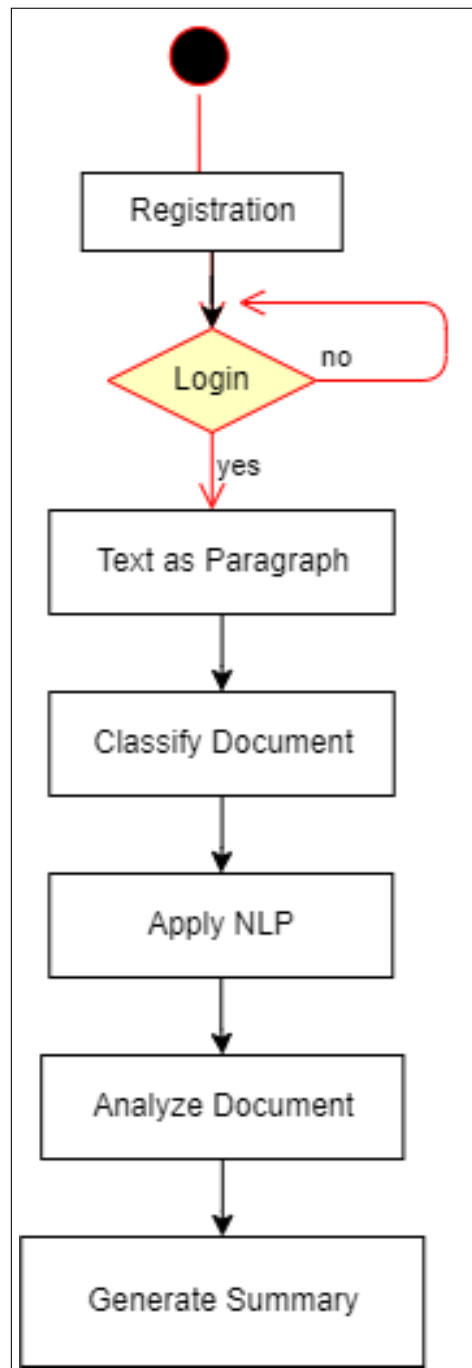 Registration
Login
no
yes
Text as Paragraph
Classify Document
Apply NLP
Analyze Document
Generate Summary